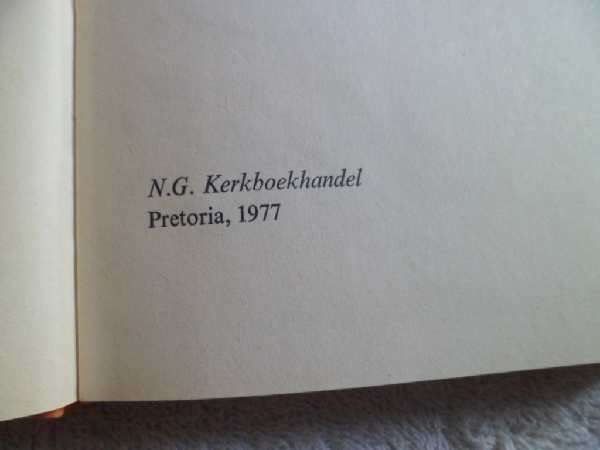 N.G. Kerkboekhandel
Pretoria, 1977